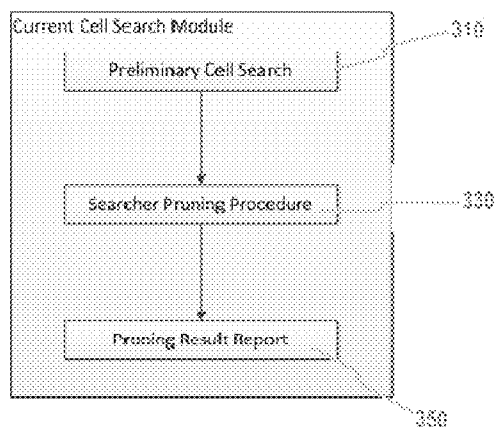 Current Cell Search Module
310
Preliminary Cell Search
Searcher Pruning Procedure
330
Pruning Result Report
350